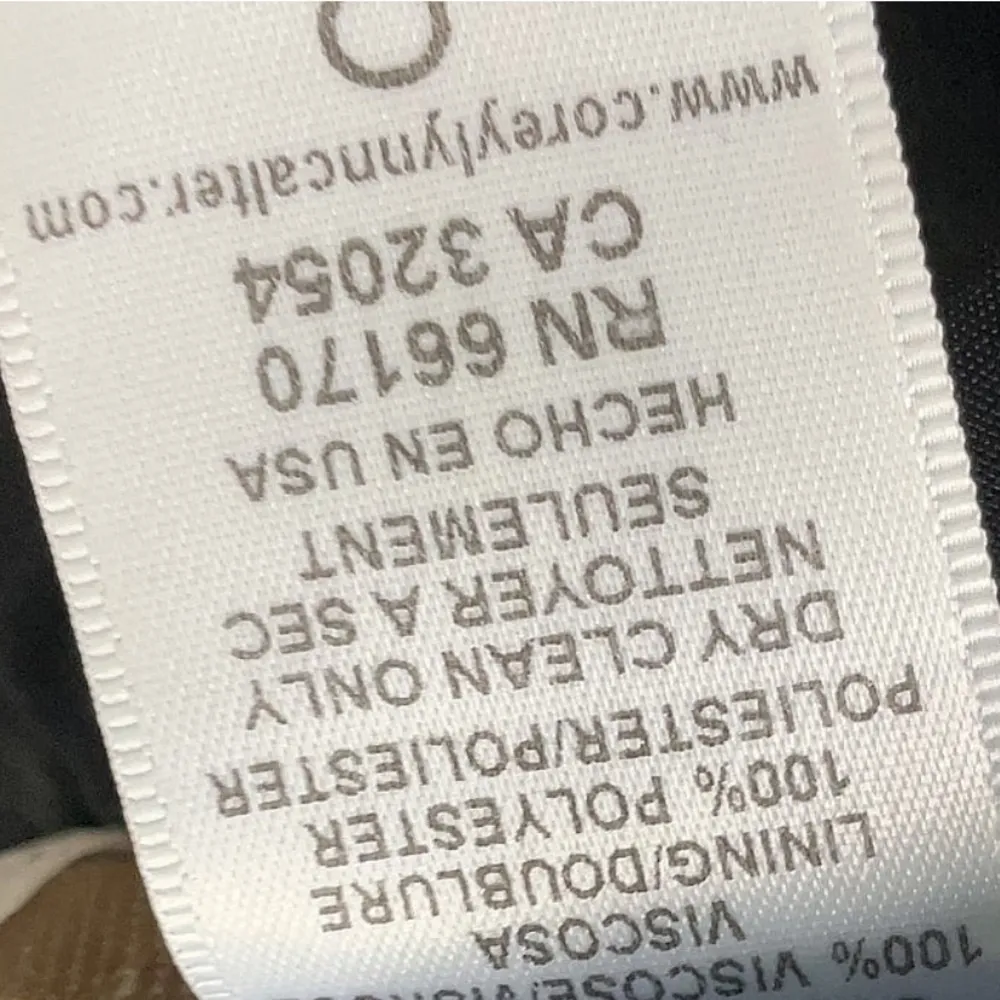 100% VISCOSE/VISCOSE
VISCOSA
LINING/DOUBLURE
100% POLYESTER
POLIESTER/POLIESTER
DRY CLEAN ONLY
NETTOYER A SEC
SEULEMENT
HECHO EN USA
RN 66170
CA 32054
www.coreylynncalter.com